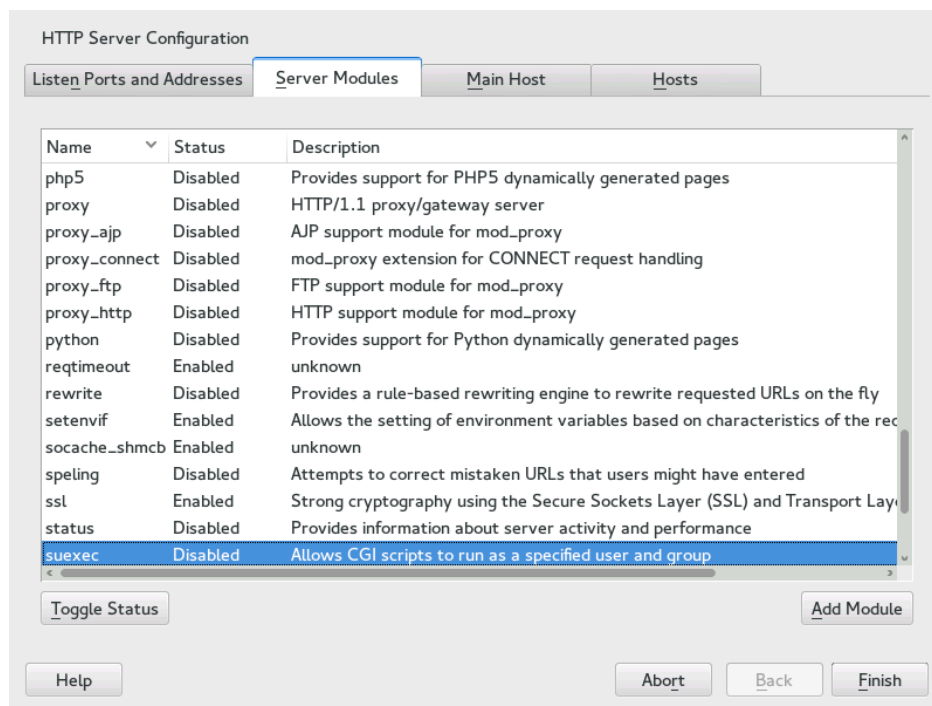 HTTP Server Configuration
Listen Ports and Addresses Server Modules Main Host Hosts
Name Status Description
php5 Disabled Provides support for PHP5 dynamically generated pages
proxy Disabled HTTP/1.1 proxy/gateway server
proxy_ajp Disabled AJP support module for mod_proxy
proxy_connect Disabled mod_proxy extension for CONNECT request handling
proxy_ftp Disabled FTP support module for mod_proxy
proxy_http Disabled HTTP support module for mod_proxy
python Disabled Provides support for Python dynamically generated pages
reqtimeout Enabled unknown
rewrite Disabled Provides a rule-based rewriting engine to rewrite requested URLs on the fly
setenvif Enabled Allows the setting of environment variables based on characteristics of the rec
socache_shmcb Enabled unknown
speling Disabled Attempts to correct mistaken URLs that users might have entered
ssl Enabled Strong cryptography using the Secure Sockets Layer (SSL) and Transport Lay
status Disabled Provides information about server activity and performance
suexec Disabled Allows CGI scripts to run as a specified user and group
Toggle Status Add Module
Help Abort Back Finish